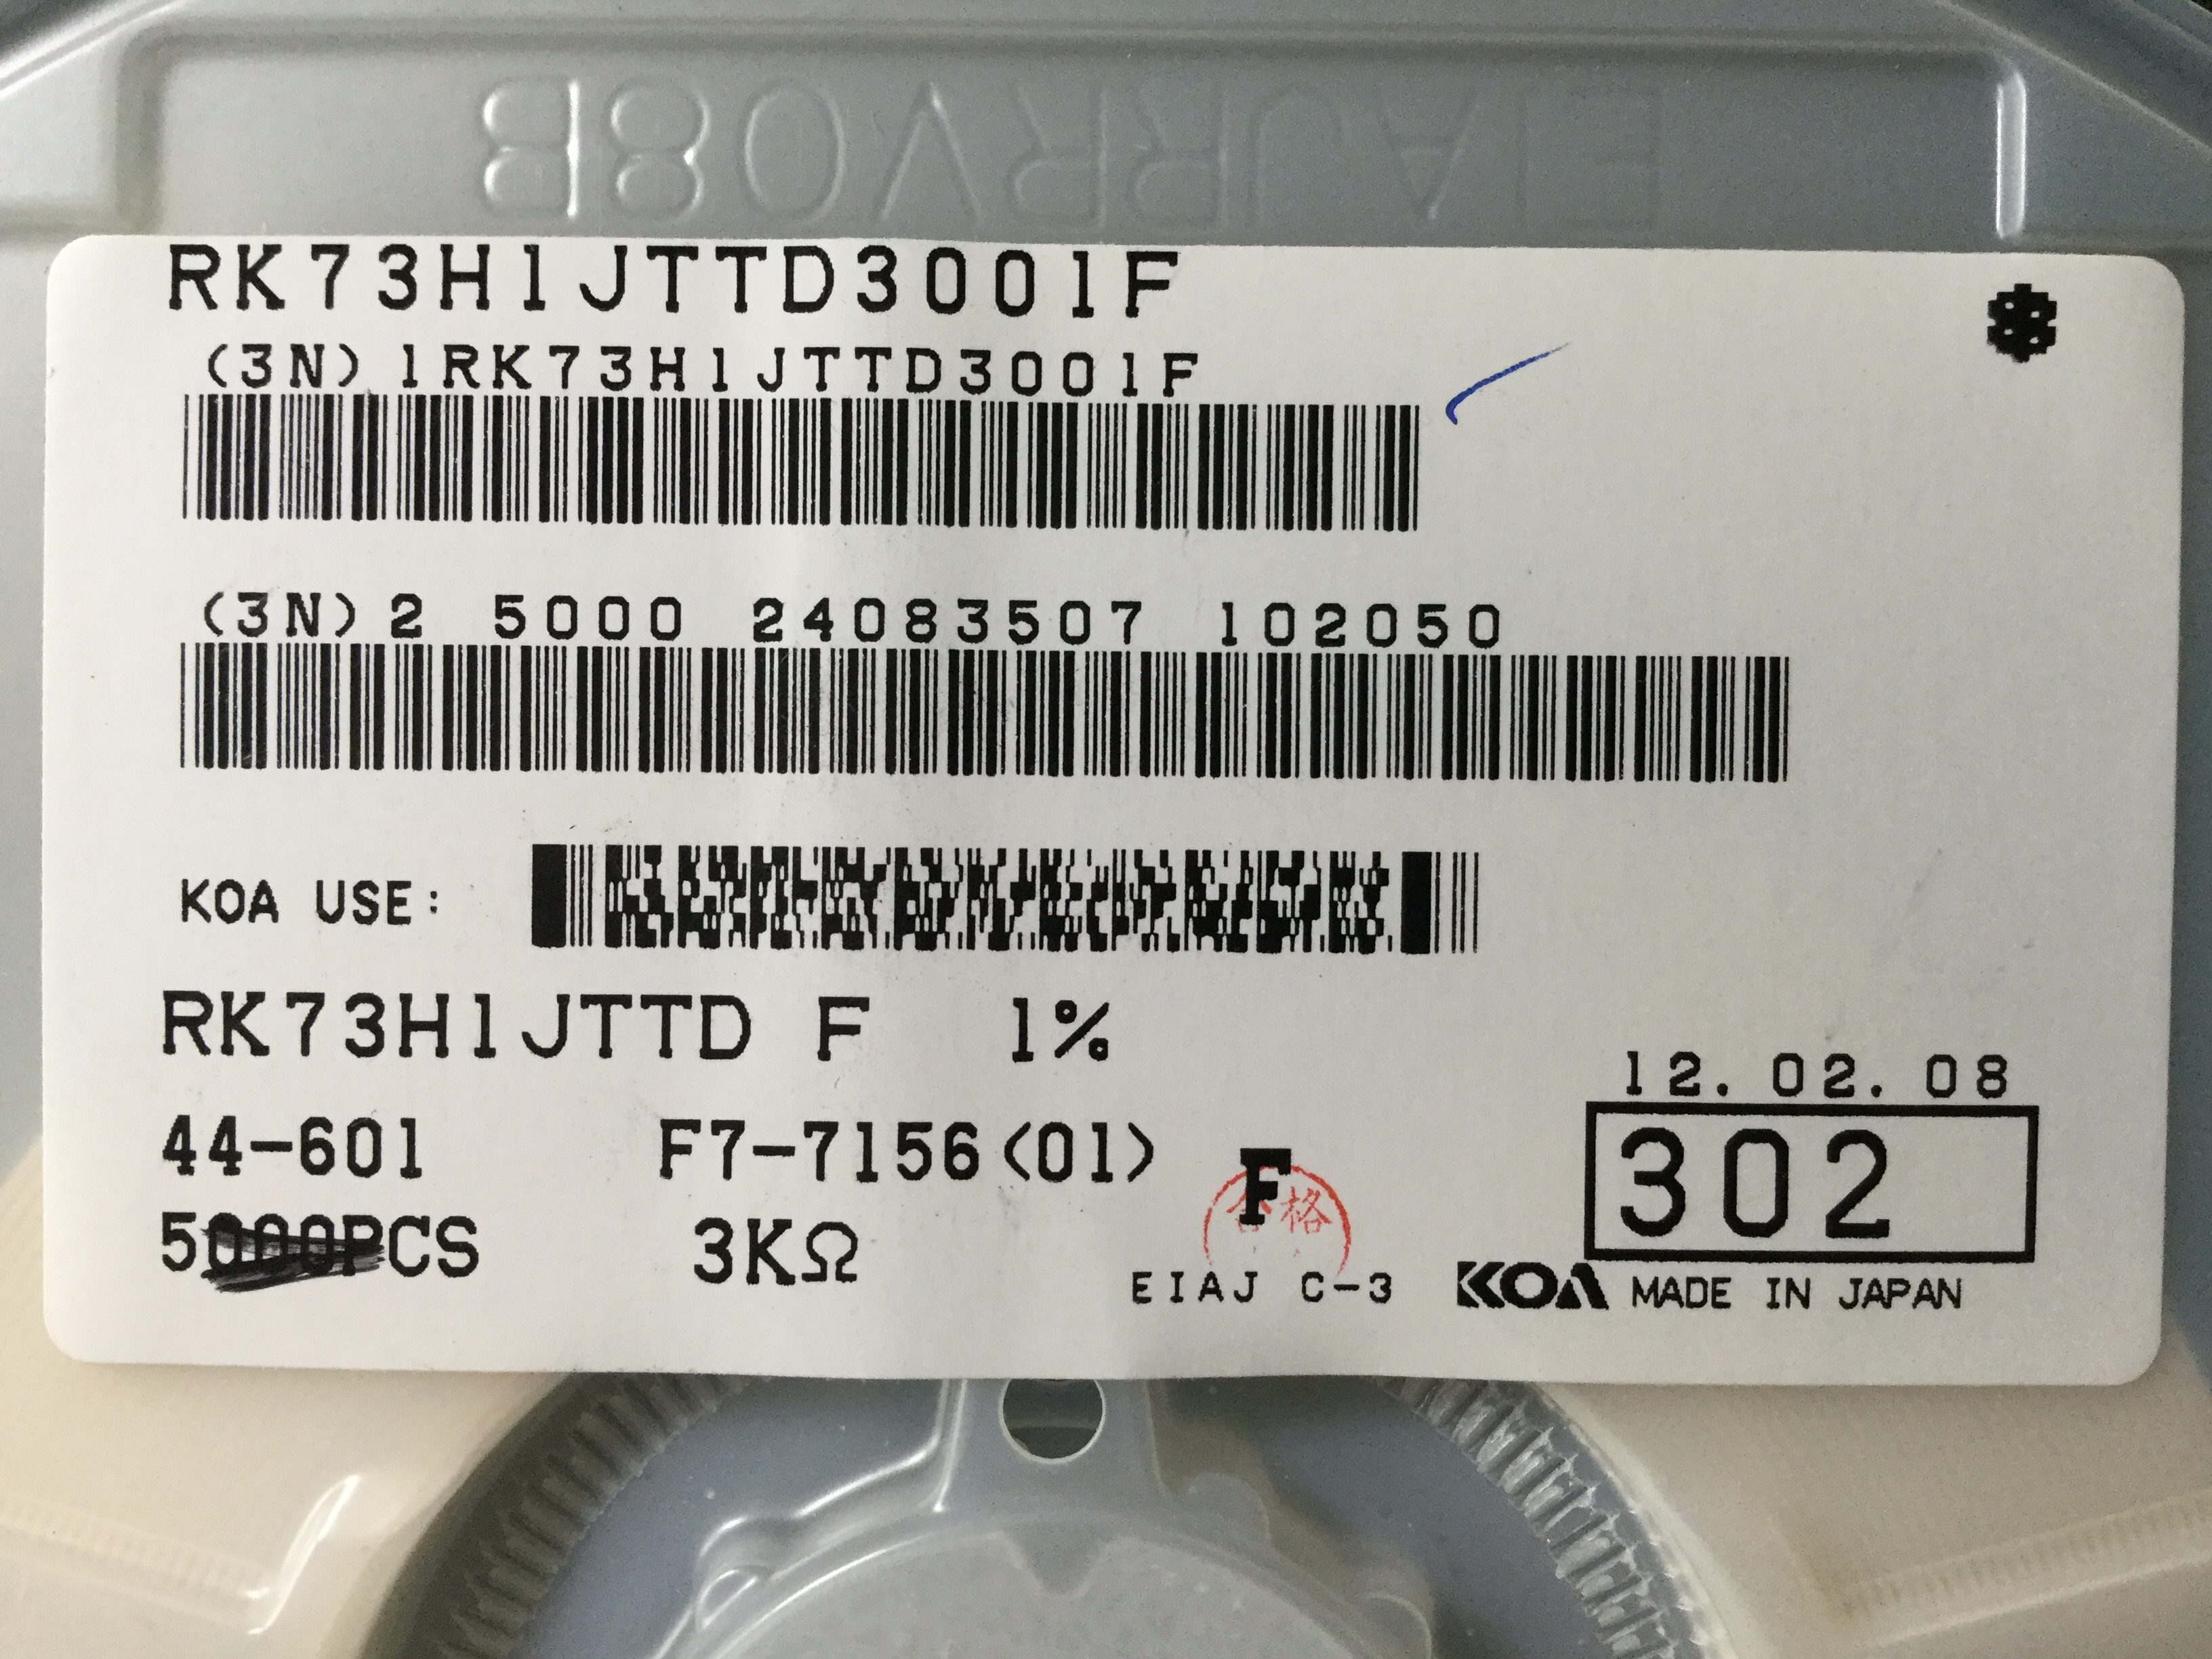 EIAJRRV08B
RK73H1JTTD3001F
(3N)1RK73H1JTTD3001F
(3N)2 5000 24083507 102050
KOA USE:
RK73H1JTTD F 1%
12.02.08
44-601 F7-7156(01) F
302
合格
5000PCS 3KΩ
EIAJ C-3 KOA MADE IN JAPAN